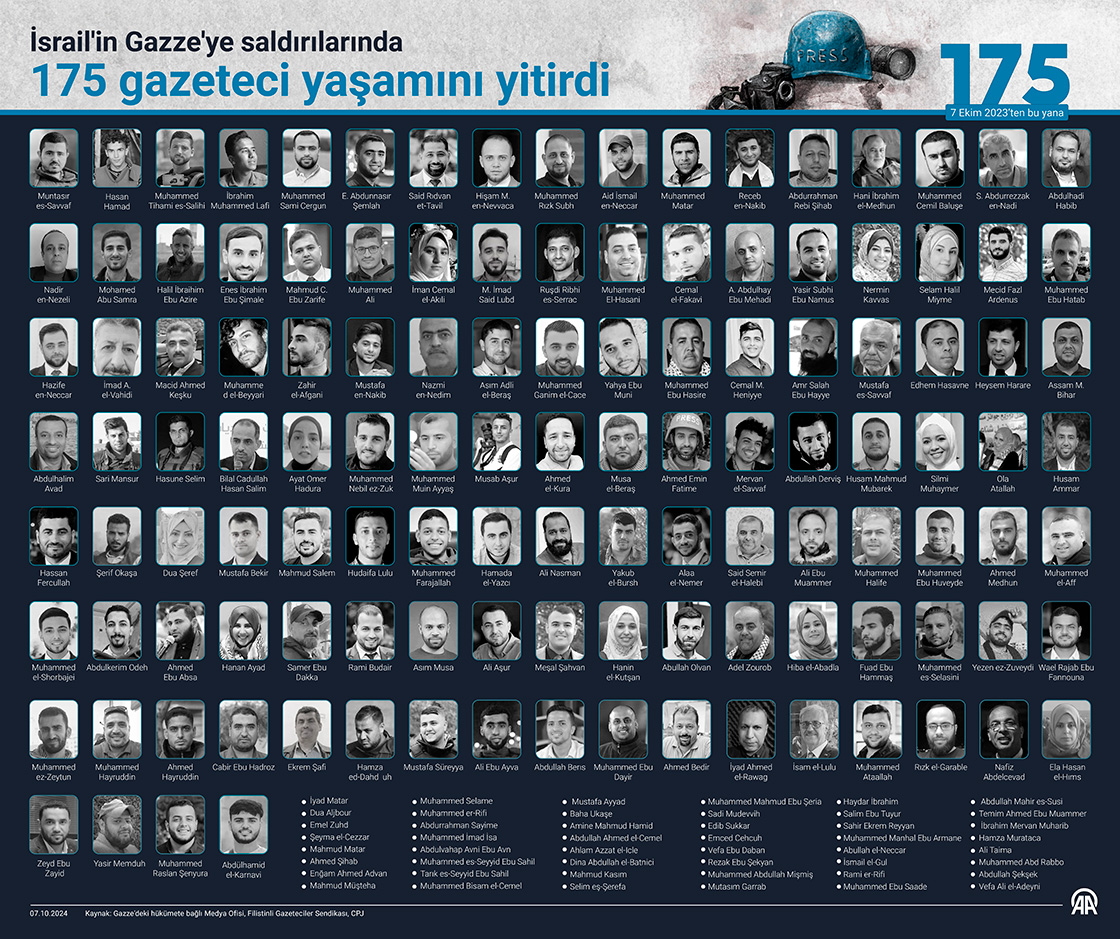 İsrail'in Gazze'ye saldırılarında
175 gazeteci yaşamını yitirdi
PRESS
175
7 Ekim 2023'ten bu yana
Muntasır es-Savvaf
Hasan Hamad
Muhammed Tihami es-Salihi
İbrahim Muhammed Lafi
Muhammed Sami Cergun
E. Abdunnasır Şemlah
Said Rıdvan et-Tavil
Hişam M. en-Nevvaca
Muhammed Rızk Subh
Aid İsmail en-Neccar
Muhammed Matar
Receb en-Nakib
Abdurrahman Rebi Şihab
Hani İbrahim el-Medhun
Muhammed Cemil Baluşe
S. Abdurrezzak en-Nadi
Abdulhadi Habib
Nadir en-Nezeli
Mohamed Abu Samra
Halil İbraihim Ebu Azire
Enes İbrahim Ebu Şimale
Mahmud C. Ebu Zarife
Muhammed Ali
İman Cemal el-Akıli
M. İmad Said Lubd
Ruşdi Ribhi es-Serrac
Muhammed El-Hasani
Cemal el-Fakavi
A. Abdulhay Ebu Mehadi
Yasir Subhi Ebu Namus
Nermin Kavvas
Selam Halil Miyme
Mecid Fazl Ardenus
Muhammed Ebu Hatab
Hazife en-Neccar
İmad A. el-Vahidi
Macid Ahmed Keşku
Muhamme d el-Beyyari
Zahir el-Afgani
Mustafa en-Nakib
Nazmi en-Nedim
Asım Adli el-Beraş
Muhammed Ganim el-Cace
Yahya Ebu Muni
Muhammed Ebu Hasire
Cemal M. Heniyye
Amr Salah Ebu Hayye
Mustafa es-Savvaf
Edhem Hasavne
Heysem Harare
Assam M. Bihar
Abdulhalim Avad
Sari Mansur
Hasune Selim
Bilal Cadullah Hasan Salim
Ayat Omer Hadura
Muhammed Nebil ez-Zuk
Muhammed Muin Ayyaş
Musab Aşur
Ahmed el-Kura
Musa el-Beraş
PRESS
Ahmed Emin Fatime
Mervan el-Savvaf
Abdullah Derviş
Husam Mahmud Mubarek
Silmi Muhaymer
Ola Atallah
Husam Ammar
Hassan Fercullah
Şerif Okaşa
Dua Şeref
Mustafa Bekir
Mahmud Salem
Hudaifa Lulu
Muhammed Farajallah
Hamada el-Yazcı
Ali Nasman
Yakub el-Bursh
Alaa el-Nemer
Said Semir el-Halebi
Ali Ebu Muammer
Muhammed Halife
Muhammed Ebu Huveyde
Ahmed Medhun
Muhammed el-Aff
Muhammed el-Shorbajei
Abdulkerim Odeh
Ahmed Ebu Absa
Hanan Ayad
Samer Ebu Dakka
Rami Budair
Asım Musa
Ali Aşur
Meşal Şahvan
Hanin el-Kutşan
Abullah Olvan
Adel Zourob
Hiba el-Abadla
Fuad Ebu Hammaş
Muhammed es-Selasini
Yezen ez-Zuveydi
Wael Rajab Ebu Fannouna
Muhammed ez-Zeytun
Muhammed Hayruddin
Ahmed Hayruddin
Cabir Ebu Hadroz
Ekrem Şafi
Hamza ed-Dahd uh
Mustafa Süreyya
Ali Ebu Ayva
Abdullah Berıs
Muhammed Ebu Dayir
Ahmed Bedir
İyad Ahmed el-Rawag
İsam el-Lulu
Muhammed Ataallah
Rızk el-Garable
Nafiz Abdelcevad
Ela Hasan el-Hıms
Zeyd Ebu Zayid
Yasir Memduh
Muhammed Raslan Şenyura
Abdülhamid el-Karnavi
• İyad Matar
• Dua Aljbour
• Emel Zuhd
• Şeyma el-Cezzar
• Mahmud Matar
• Ahmed Şihab
• Enğam Ahmed Advan
• Mahmud Müşteha
• Muhammed Selame
• Muhammed er-Rifi
• Abdurrahman Sayime
• Muhammed İmad İsa
• Abdulvahap Avni Ebu Avn
• Muhammed es-Seyyid Ebu Sahil
• Tarık es-Seyyid Ebu Sahil
• Muhammed Bisam el-Cemel
• Mustafa Ayyad
• Baha Ukaşe
• Amine Mahmud Hamid
• Abdullah Ahmed el-Cemel
• Ahlam Azzat el-Icle
• Dina Abdullah el-Batnici
• Mahmud Kasım
• Selim eş-Şerefa
• Muhammed Mahmud Ebu Şeria
• Sadi Mudevvih
• Edib Sukkar
• Emced Cehcuh
• Vefa Ebu Daban
• Rezak Ebu Şekyan
• Muhammed Abdullah Mişmiş
• Mutasım Garrab
• Haydar İbrahim
• Salim Ebu Tuyur
• Sahir Ekrem Reyyan
• Muhammed Manhal Ebu Armane
• Abullah el-Neccar
• İsmail el-Gul
• Rami er-Rifi
• Muhammed Ebu Saade
• Abdullah Mahir es-Susi
• Temim Ahmed Ebu Muammer
• İbrahim Mervan Muharib
• Hamza Murataca
• Ali Taima
• Muhammed Abd Rabbo
• Abdullah Şekşek
• Vefa Ali el-Adeyni
07.10.2024
Kaynak: Gazze'deki hükümete bağlı Medya Ofisi, Filistinli Gazeteciler Sendikası, CPJ
AA